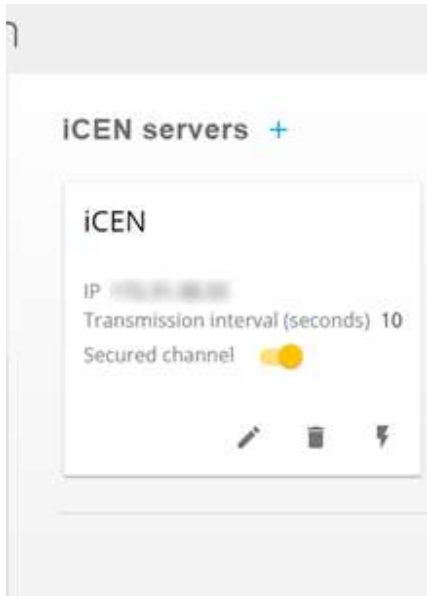 iCEN servers +
iCEN
IP
Transmission interval (seconds) 10
Secured channel